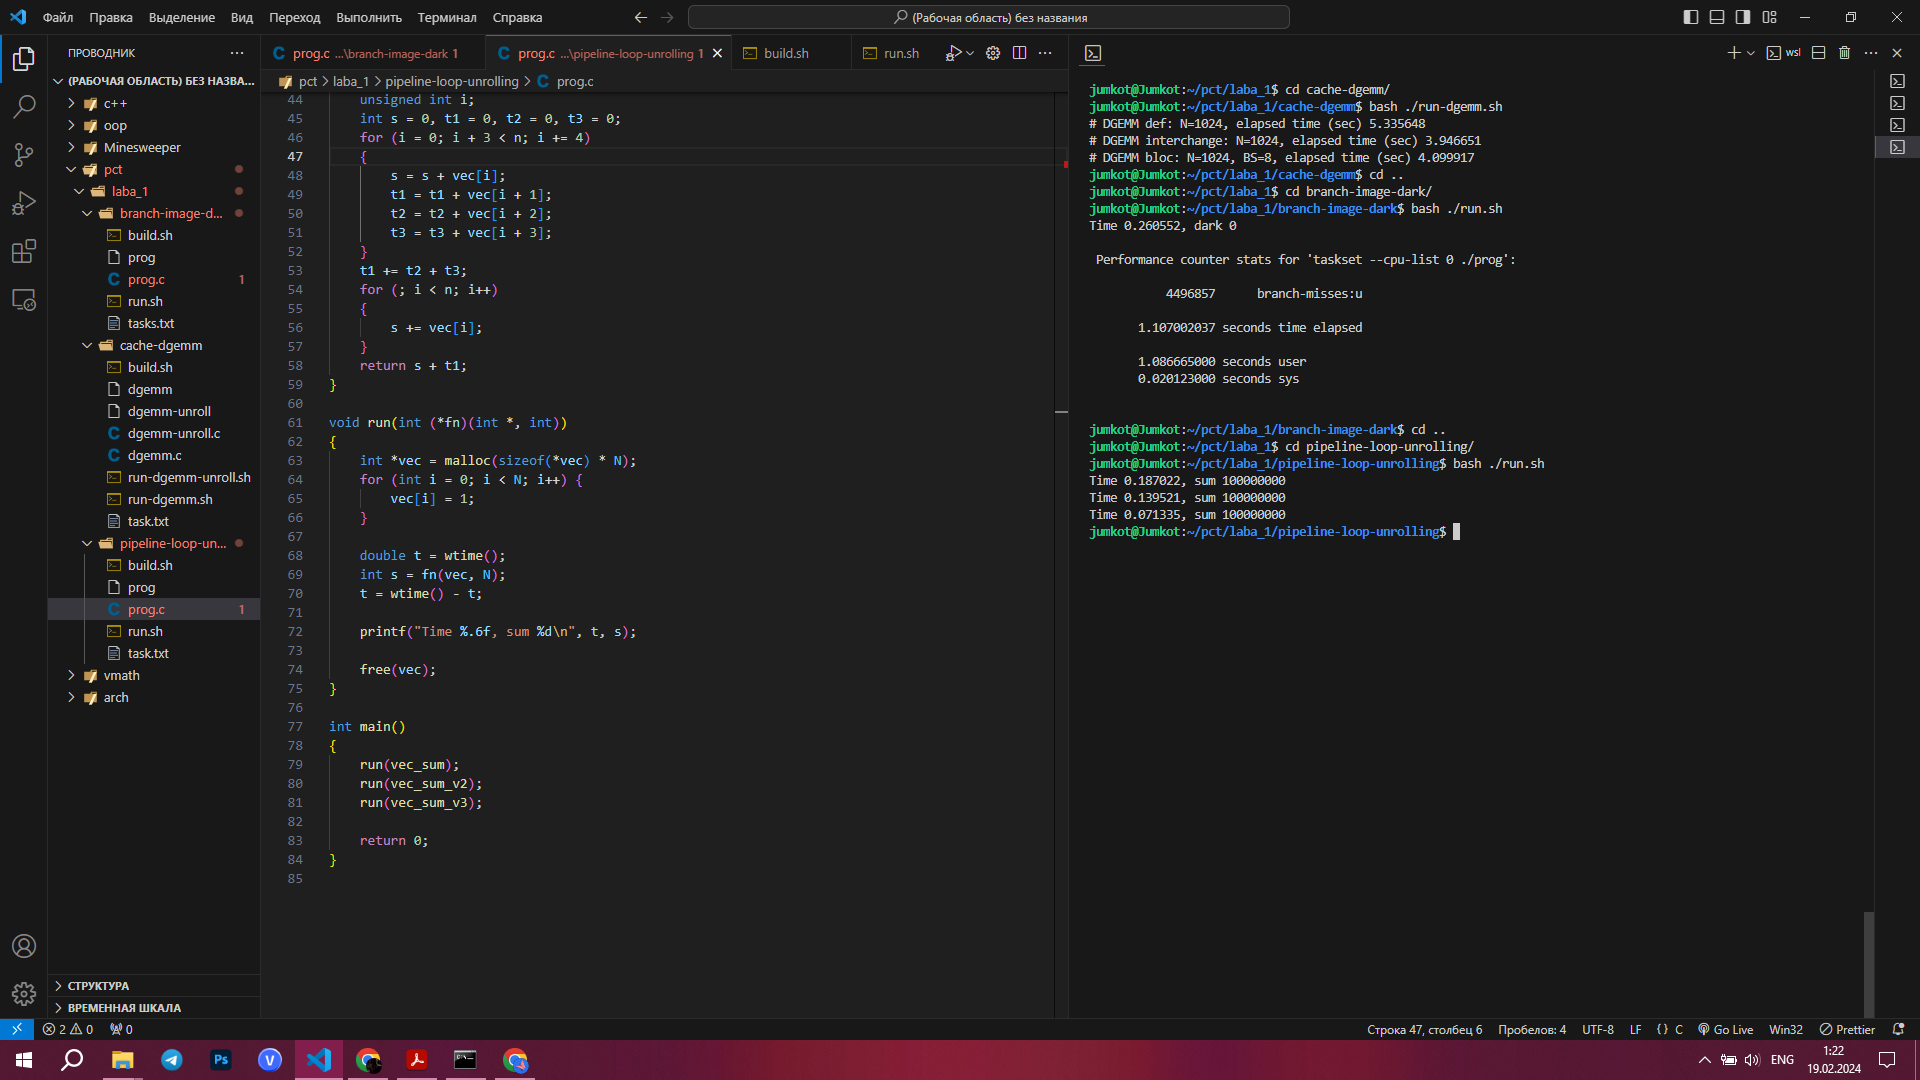 Файл Правка Выделение Вид Переход Выполнить Терминал Справка
(Рабочая область) без названия
ПРОВОДНИК
(РАБОЧАЯ ОБЛАСТЬ) БЕЗ НАЗВА...
c++
oop
Minesweeper
pct
laba_1
branch-image-d...
build.sh
prog
prog.c 1
run.sh
tasks.txt
cache-dgemm
build.sh
dgemm
dgemm-unroll
dgemm-unroll.c
dgemm.c
run-dgemm-unroll.sh
run-dgemm.sh
task.txt
pipeline-loop-un...
build.sh
prog
prog.c 1
run.sh
task.txt
vmath
arch
СТРУКТУРА
ВРЕМЕННАЯ ШКАЛА
prog.c ...\branch-image-dark 1
prog.c ...\pipeline-loop-unrolling 1
build.sh
run.sh
pct > laba_1 > pipeline-loop-unrolling > prog.c
44 unsigned int i;
45 int s = 0, t1 = 0, t2 = 0, t3 = 0;
46 for (i = 0; i + 3 < n; i += 4)
47 {
48 s = s + vec[i];
49 t1 = t1 + vec[i + 1];
50 t2 = t2 + vec[i + 2];
51 t3 = t3 + vec[i + 3];
52 }
53 t1 += t2 + t3;
54 for (; i < n; i++)
55 {
56 s += vec[i];
57 }
58 return s + t1;
59 }
60
61 void run(int (*fn)(int *, int))
62 {
63 int *vec = malloc(sizeof(*vec) * N);
64 for (int i = 0; i < N; i++) {
65 vec[i] = 1;
66 }
67
68 double t = wtime();
69 int s = fn(vec, N);
70 t = wtime() - t;
71
72 printf("Time %.6f, sum %d\n", t, s);
73
74 free(vec);
75 }
76
77 int main()
78 {
79 run(vec_sum);
80 run(vec_sum_v2);
81 run(vec_sum_v3);
82
83 return 0;
84 }
85
wsl
jumkot@Jumkot:~/pct/laba_1$ cd cache-dgemm/
jumkot@Jumkot:~/pct/laba_1/cache-dgemm$ bash ./run-dgemm.sh
# DGEMM def: N=1024, elapsed time (sec) 5.335648
# DGEMM interchange: N=1024, elapsed time (sec) 3.946651
# DGEMM bloc: N=1024, BS=8, elapsed time (sec) 4.099917
jumkot@Jumkot:~/pct/laba_1/cache-dgemm$ cd ..
jumkot@Jumkot:~/pct/laba_1$ cd branch-image-dark/
jumkot@Jumkot:~/pct/laba_1/branch-image-dark$ bash ./run.sh
Time 0.260552, dark 0
Performance counter stats for 'taskset --cpu-list 0 ./prog':
4496857 branch-misses:u
1.107002037 seconds time elapsed
1.086665000 seconds user
0.020123000 seconds sys
jumkot@Jumkot:~/pct/laba_1/branch-image-dark$ cd ..
jumkot@Jumkot:~/pct/laba_1$ cd pipeline-loop-unrolling/
jumkot@Jumkot:~/pct/laba_1/pipeline-loop-unrolling$ bash ./run.sh
Time 0.187022, sum 100000000
Time 0.139521, sum 100000000
Time 0.071335, sum 100000000
jumkot@Jumkot:~/pct/laba_1/pipeline-loop-unrolling$
2 0 0
Строка 47, столбец 6 Пробелов: 4 UTF-8 LF {} C Go Live Win32 Prettier
Ps V ENG
1:22
19.02.2024